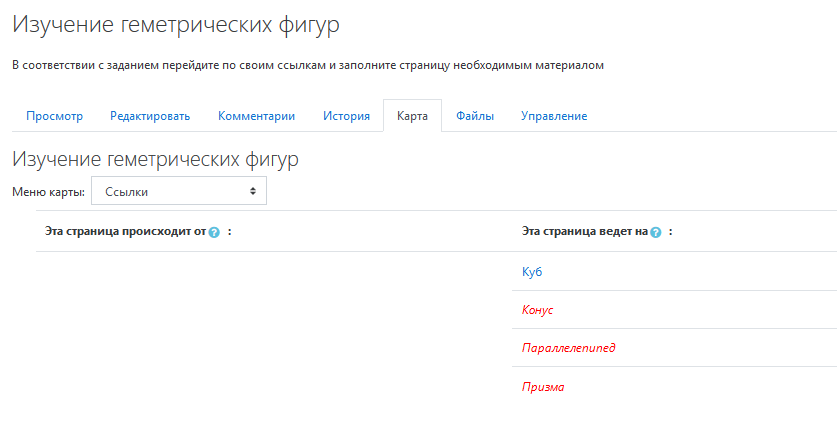 Изучение геметрических фигур
В соответствии с заданием перейдите по своим ссылкам и заполните страницу необходимым материалом
Просмотр Редактировать Комментарии История Карта Файлы Управление
Изучение геметрических фигур
Меню карты: Ссылки
Эта страница происходит от ? : Эта страница ведет на ? :
Куб
Конус
Параллелепипед
Призма